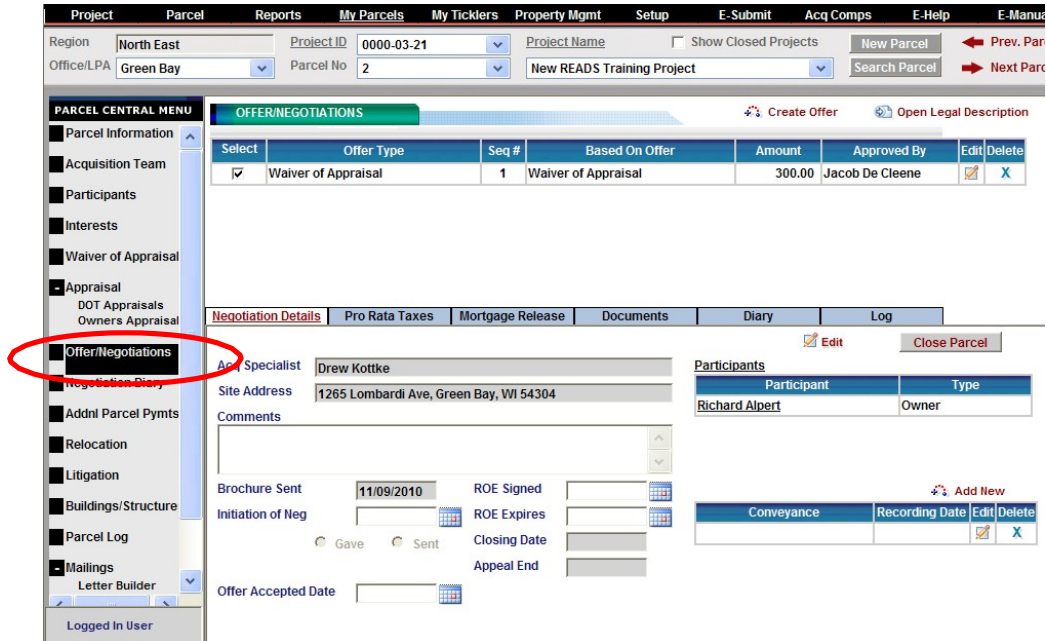 Project Parcel Reports My Parcels My Ticklers Property Mgmt Setup E-Submit Acq Comps E-Help E-Manua
Region North East Project ID 0000-03-21 Project Name Show Closed Projects New Parcel Prev. Parc
Office/LPA Green Bay Parcel No 2 New READS Training Project Search Parcel Next Parc
PARCEL CENTRAL MENU
Parcel Information
Acquisition Team
Participants
Interests
Waiver of Appraisal
- Appraisal
DOT Appraisals
Owners Appraisal
Offer/Negotiations
Negotiation Diary
Addnl Parcel Pymts
Relocation
Litigation
Buildings/Structure
Parcel Log
- Mailings
Letter Builder
Logged In User
OFFER/NEGOTIATIONS Create Offer Open Legal Description
Select Offer Type Seq # Based On Offer Amount Approved By Edit Delete
Waiver of Appraisal 1 Waiver of Appraisal 300.00 Jacob De Cleene X
Negotiation Details Pro Rata Taxes Mortgage Release Documents Diary Log
Edit Close Parcel
Acq Specialist Drew Kottke
Site Address 1265 Lombardi Ave, Green Bay, WI 54304
Comments
Participants
Participant Type
Richard Alpert Owner
Brochure Sent 11/09/2010 ROE Signed
Initiation of Neg ROE Expires
Gave Sent Closing Date
Appeal End
Offer Accepted Date
Add New
Conveyance Recording Date Edit Delete
X